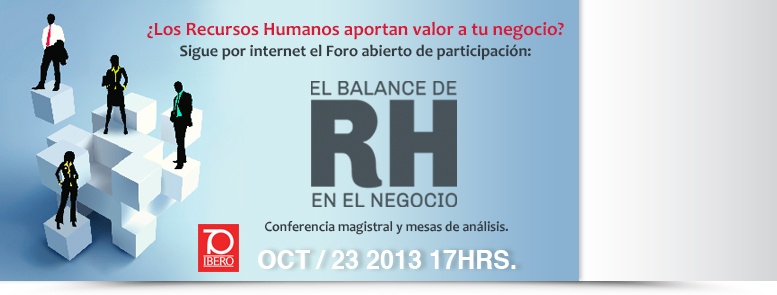 ¿Los Recursos Humanos aportan valor a tu negocio?
Sigue por internet el Foro abierto de participación:
EL BALANCE DE
RH
EN EL NEGOCIO
Conferencia magistral y mesas de análisis.
70
IBERO
OCT / 23 2013 17HRS.